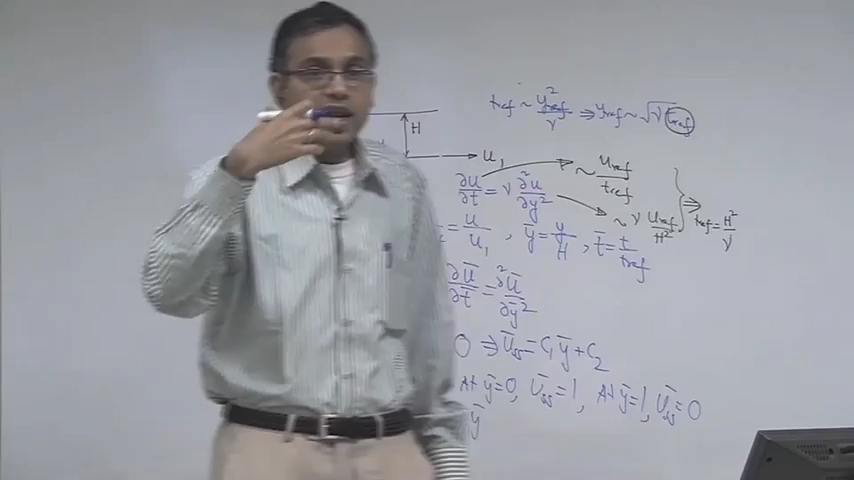 t_ref ~ y_ref²/ν ⇒ y_ref ~ √(ν t_ref)
H
u₁
∂u/∂t = ν ∂²u/∂y²
~ u_ref/t_ref
~ ν u_ref/H²
⇒ t_ref = H²/ν
= u/u₁, ȳ = y/H, t̄ = t/t_ref
∂ū/∂t̄ = ∂²ū/∂ȳ²
0 ⇒ ū_ss = C₁ȳ + C₂
At ȳ=0, ū_ss = 1, At ȳ=1, ū_ss = 0
ȳ